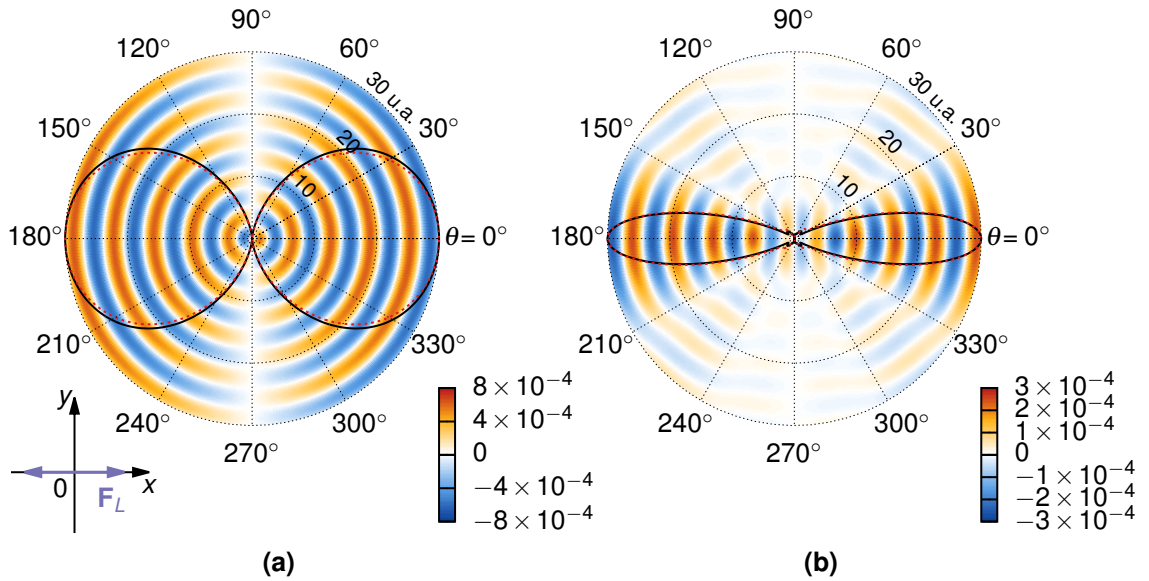 90°
120°
60°
30 u.a.
150°
30°
20
10
180°
θ = 0°
210°
330°
240°
300°
270°
8 × 10⁻⁴
4 × 10⁻⁴
0
−4 × 10⁻⁴
−8 × 10⁻⁴
y
0
x
F_L
(a)
90°
120°
60°
30 u.a.
150°
30°
20
10
180°
θ = 0°
210°
330°
240°
300°
270°
3 × 10⁻⁴
2 × 10⁻⁴
1 × 10⁻⁴
0
−1 × 10⁻⁴
−2 × 10⁻⁴
−3 × 10⁻⁴
(b)